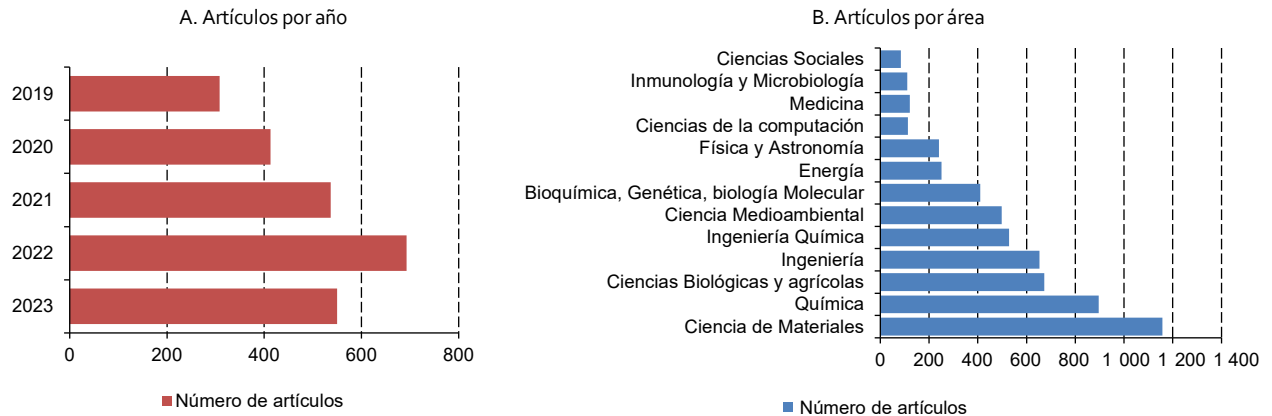 A. Artículos por año
2019
2020
2021
2022
2023
0 200 400 600 800
Número de artículos
B. Artículos por área
Ciencias Sociales
Inmunología y Microbiología
Medicina
Ciencias de la computación
Física y Astronomía
Energía
Bioquímica, Genética, biología Molecular
Ciencia Medioambiental
Ingeniería Química
Ingeniería
Ciencias Biológicas y agrícolas
Química
Ciencia de Materiales
0 200 400 600 800 1 000 1 200 1 400
Número de artículos